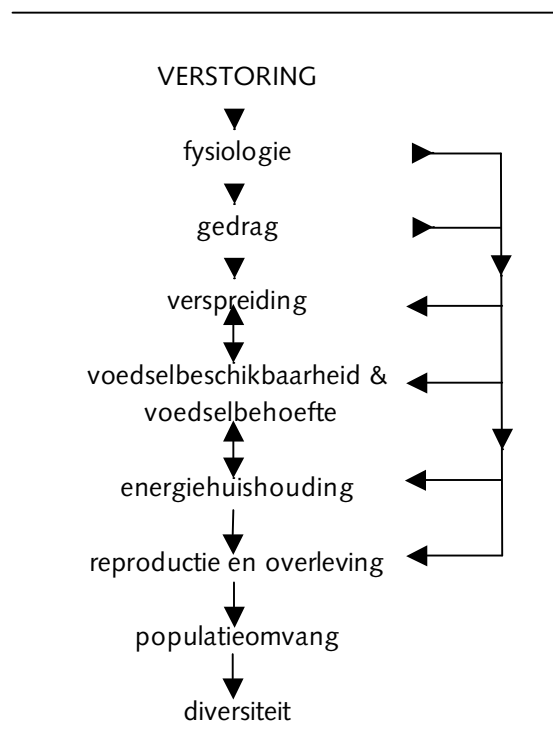 VERSTORING
fysiologie
gedrag
verspreiding
voedselbeschikbaarheid &
voedselbehoefte
energiehuishouding
reproductie en overleving
populatieomvang
diversiteit